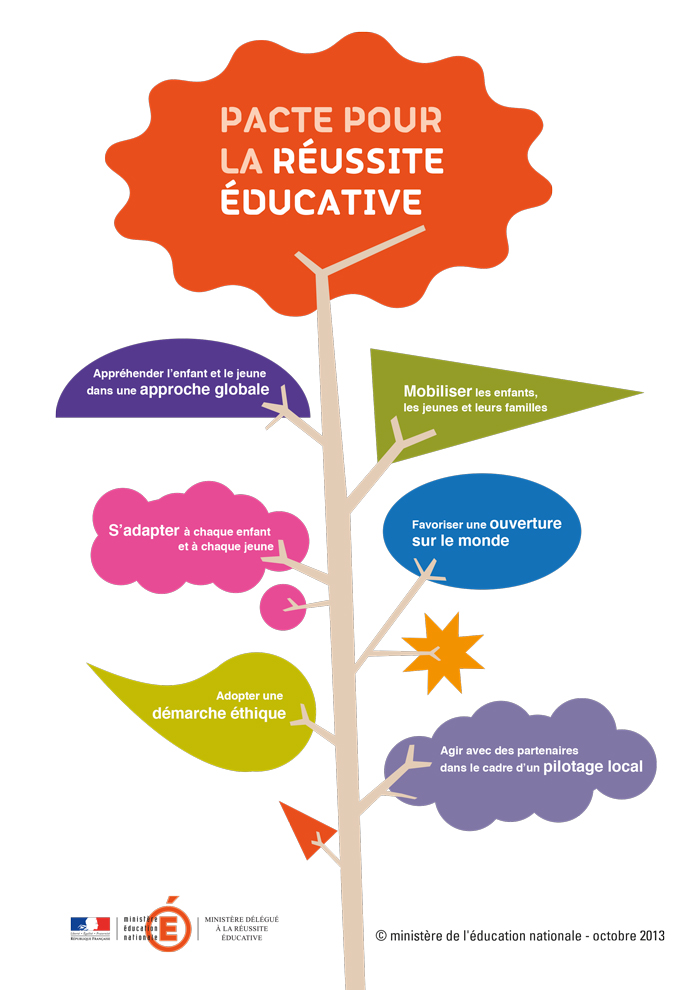 PACTE POUR
LA RÉUSSITE
ÉDUCATIVE
Appréhender l'enfant et le jeune
dans une approche globale
Mobiliser les enfants,
les jeunes et leurs familles
S'adapter à chaque enfant
et à chaque jeune
Favoriser une ouverture
sur le monde
Adopter une
démarche éthique
Agir avec des partenaires
dans le cadre d'un pilotage local
Liberté • Égalité • Fraternité
RÉPUBLIQUE FRANÇAISE
ministère
éducation
nationale
É
MINISTÈRE DÉLÉGUÉ
À LA RÉUSSITE
ÉDUCATIVE
© ministère de l'éducation nationale - octobre 2013